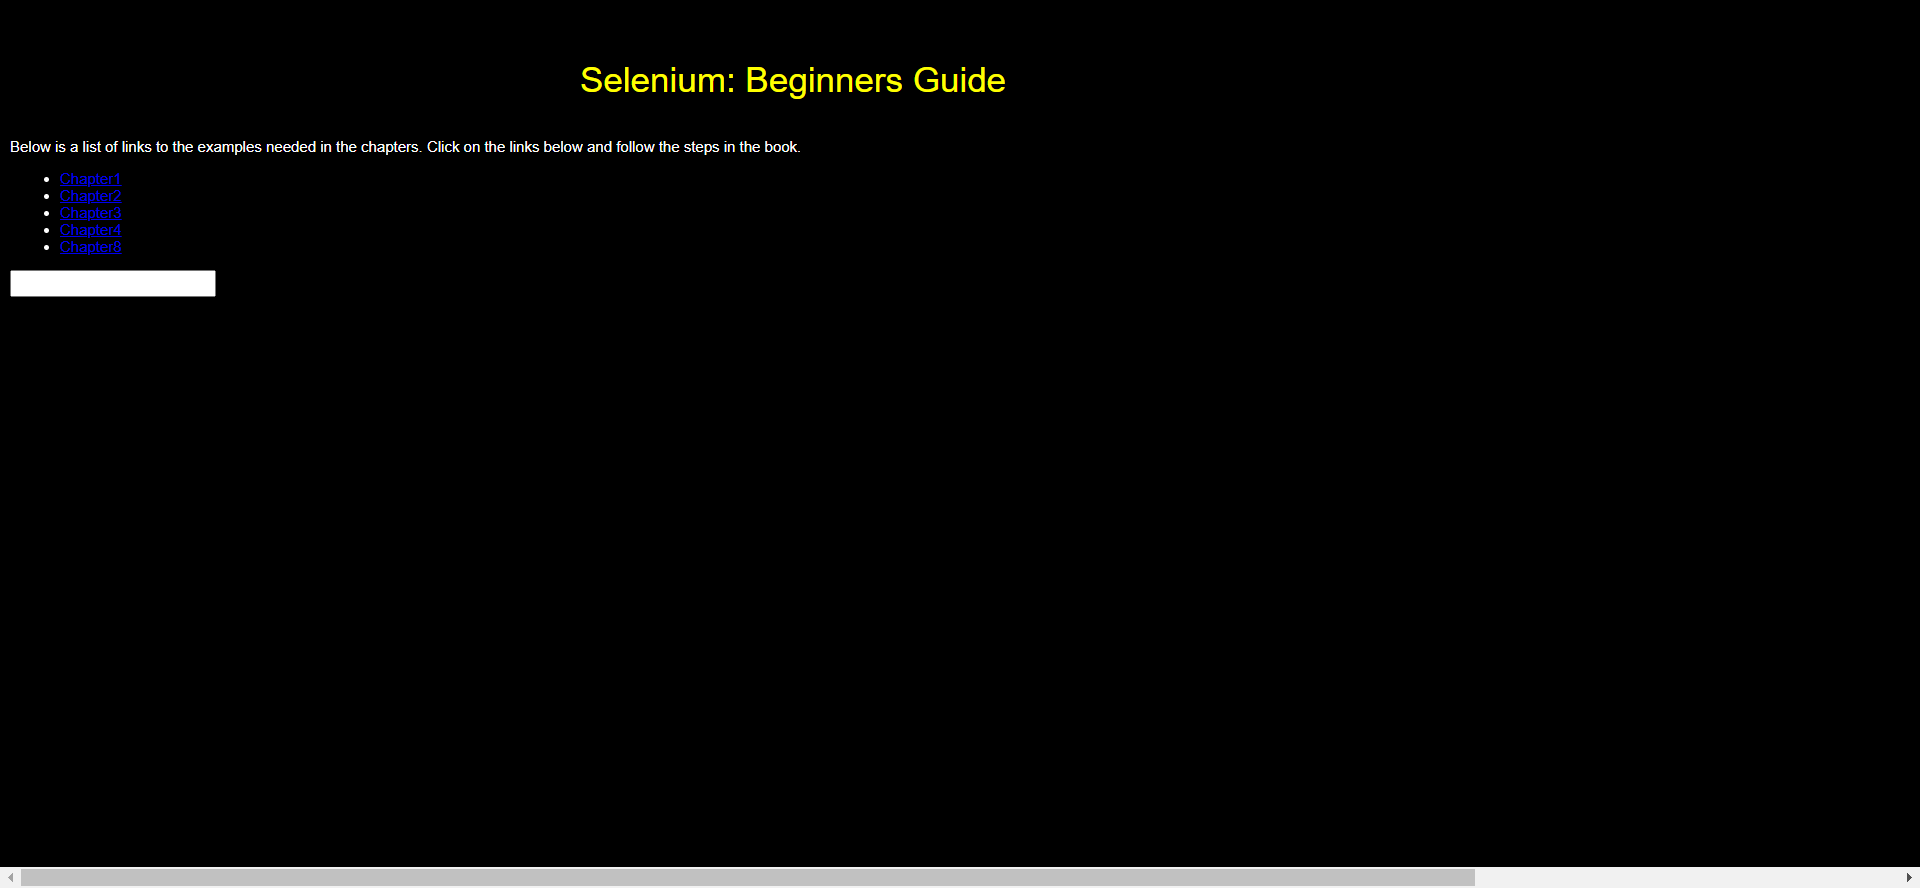 Selenium: Beginners Guide
Below is a list of links to the examples needed in the chapters. Click on the links below and follow the steps in the book.
Chapter1
Chapter2
Chapter3
Chapter4
Chapter8